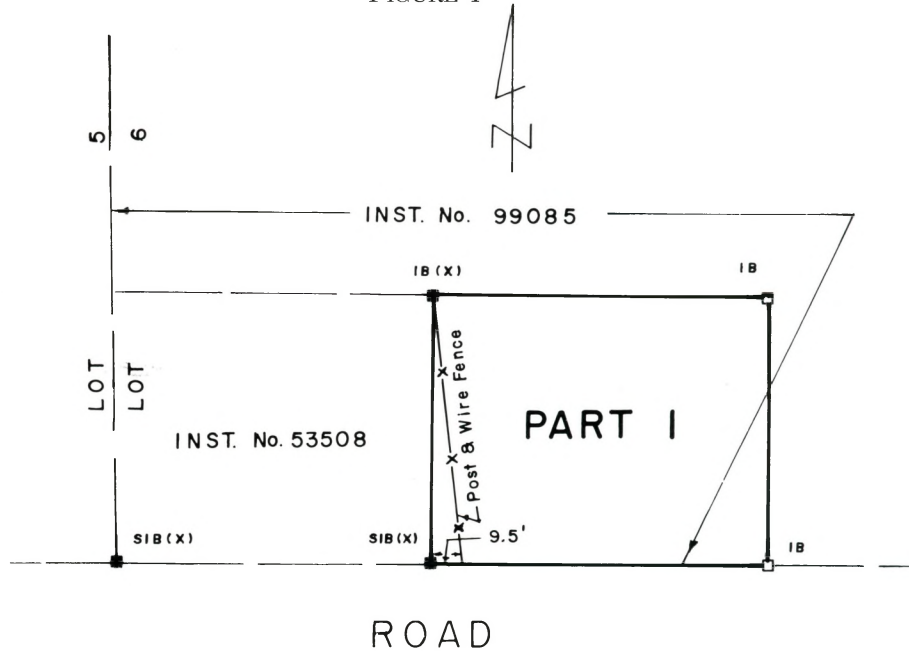 FIGURE 1
N
5 6
INST. No. 99085
IB (X)
IB
LOT
LOT
Post & Wire Fence
PART 1
INST. No. 53508
SIB (X)
SIB (X)
9.5'
IB
ROAD